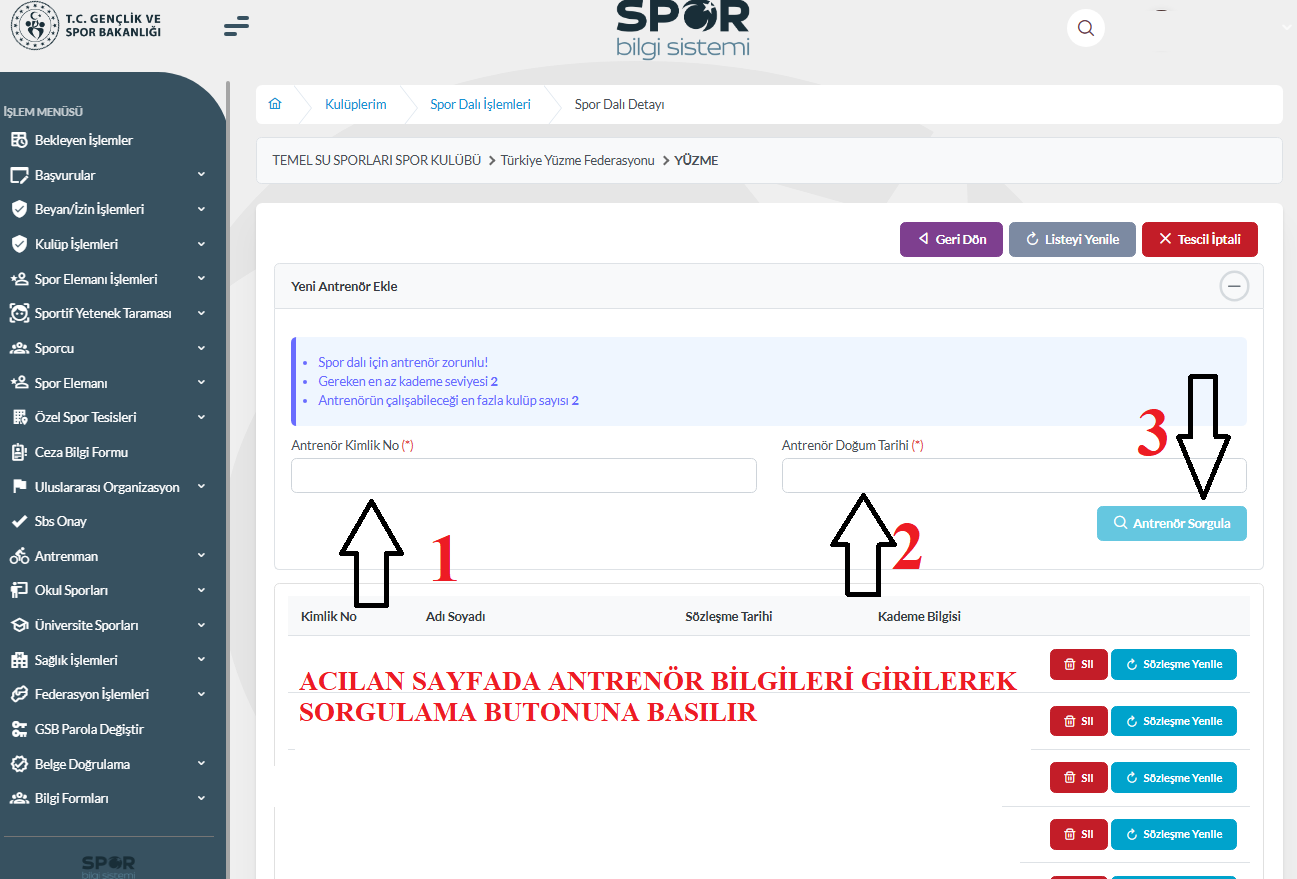 T.C. GENÇLİK VE
SPOR BAKANLIĞI
SPOR
bilgi sistemi
İŞLEM MENÜSÜ
Bekleyen İşlemler
Başvurular
Beyan/İzin İşlemleri
Kulüp İşlemleri
Spor Elemanı İşlemleri
Sportif Yetenek Taraması
Sporcu
Spor Elemanı
Özel Spor Tesisleri
Ceza Bilgi Formu
Uluslararası Organizasyon
Sbs Onay
Antrenman
Okul Sporları
Üniversite Sporları
Sağlık İşlemleri
Federasyon İşlemleri
GSB Parola Değiştir
Belge Doğrulama
Bilgi Formları
SPOR
bilgi sistemi
Kulüplerim Spor Dalı İşlemleri Spor Dalı Detayı
TEMEL SU SPORLARI SPOR KULÜBÜ > Türkiye Yüzme Federasyonu > YÜZME
Geri Dön Listeyi Yenile Tescil İptali
Yeni Antrenör Ekle
• Spor dalı için antrenör zorunlu!
• Gereken en az kademe seviyesi 2
• Antrenörün çalışabileceği en fazla kulüp sayısı 2
Antrenör Kimlik No (*) Antrenör Doğum Tarihi (*)
1 2 3
Antrenör Sorgula
Kimlik No Adı Soyadı Sözleşme Tarihi Kademe Bilgisi
ACILAN SAYFADA ANTRENÖR BİLGİLERİ GİRİLEREK
SORGULAMA BUTONUNA BASILIR
Sil Sözleşme Yenile
Sil Sözleşme Yenile
Sil Sözleşme Yenile
Sil Sözleşme Yenile